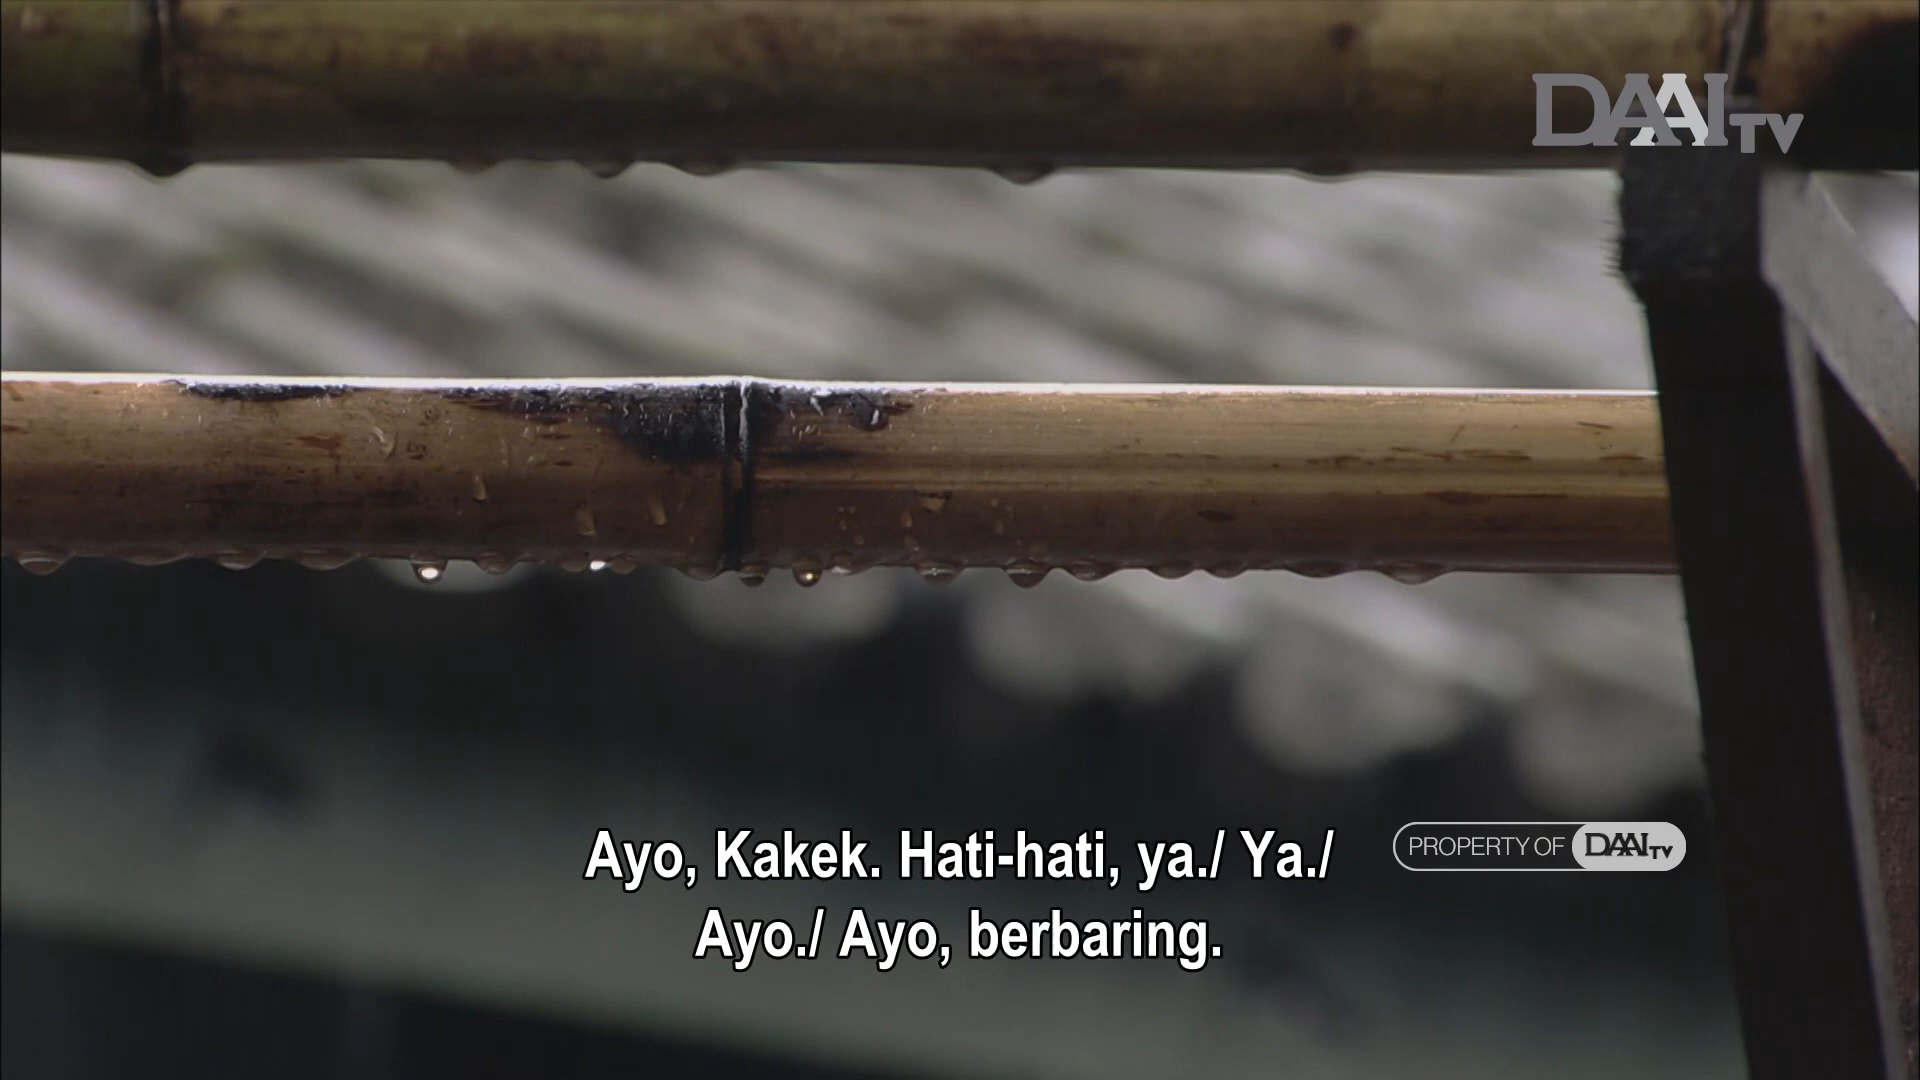 DAAI TV
Ayo, Kakek. Hati-hati, ya./ Ya./
PROPERTY OF DAAI TV
Ayo./ Ayo, berbaring.